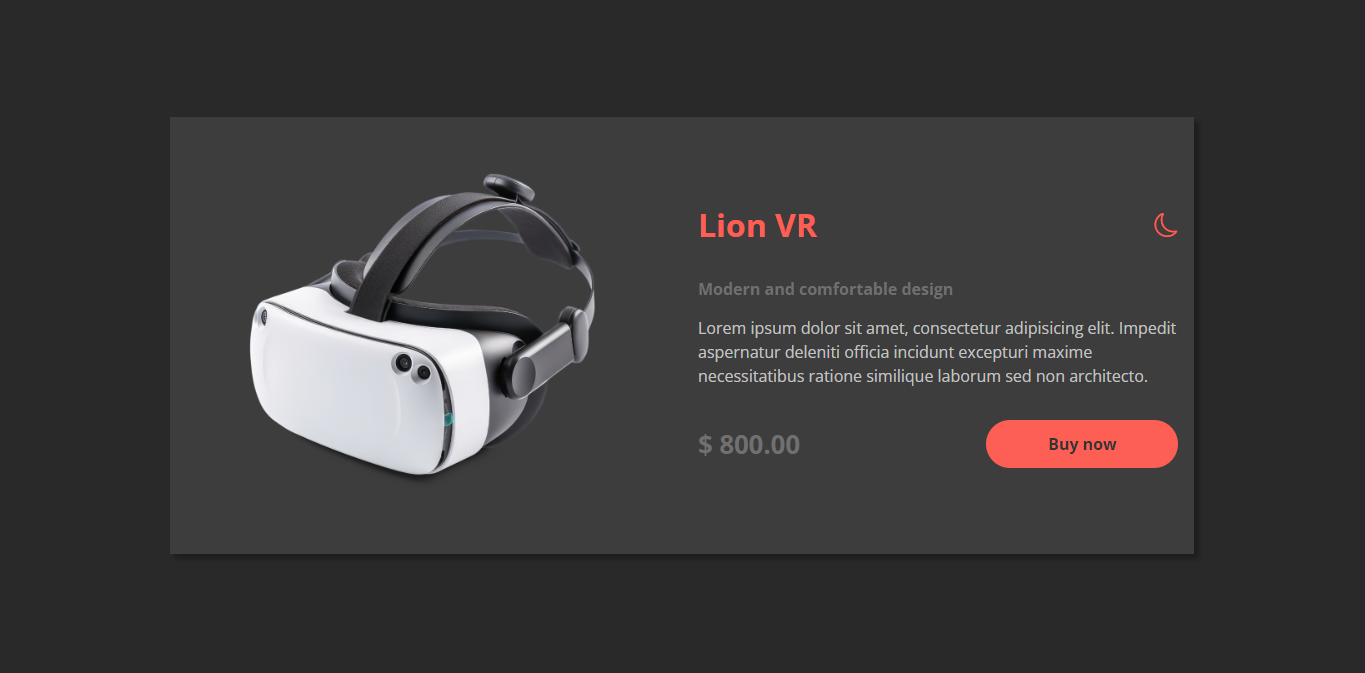 Lion VR
Modern and comfortable design
Lorem ipsum dolor sit amet, consectetur adipisicing elit. Impedit
aspernatur deleniti officia incidunt excepturi maxime
necessitatibus ratione similique laborum sed non architecto.
$ 800.00
Buy now